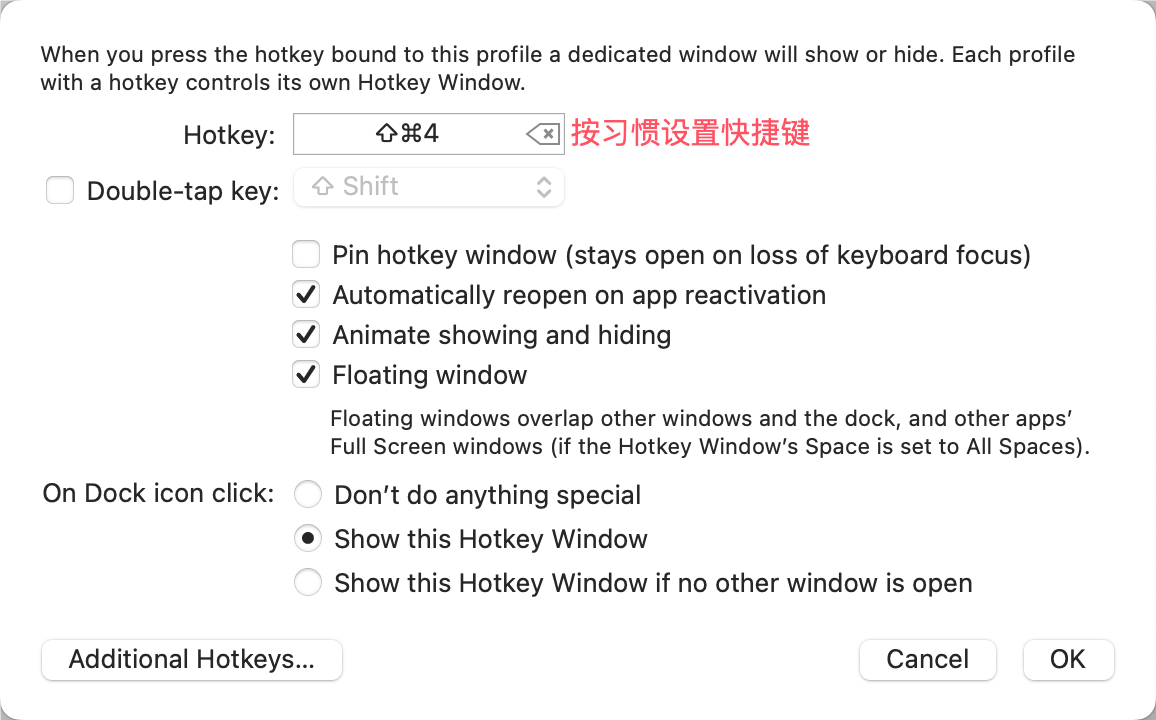 When you press the hotkey bound to this profile a dedicated window will show or hide. Each profile
with a hotkey controls its own Hotkey Window.
Hotkey: ⇧⌘4 按习惯设置快捷键
Double-tap key: ⇧ Shift
Pin hotkey window (stays open on loss of keyboard focus)
Automatically reopen on app reactivation
Animate showing and hiding
Floating window
Floating windows overlap other windows and the dock, and other apps’
Full Screen windows (if the Hotkey Window’s Space is set to All Spaces).
On Dock icon click: Don’t do anything special
Show this Hotkey Window
Show this Hotkey Window if no other window is open
Additional Hotkeys... Cancel OK